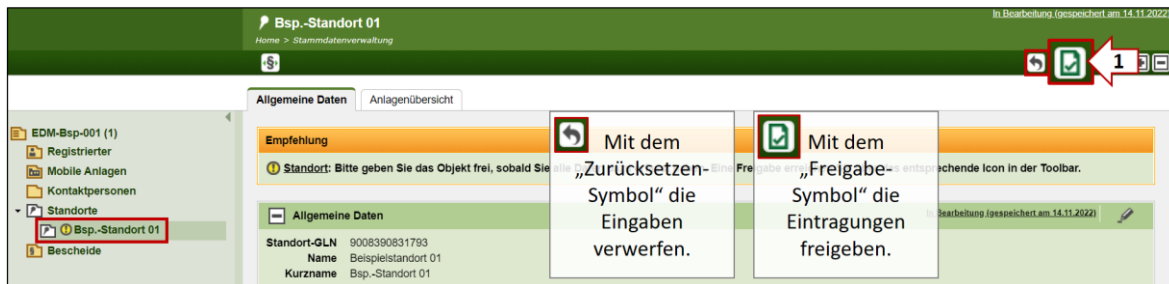 Bsp.-Standort 01
In Bearbeitung (gespeichert am 14.11.2022)
Home > Stammdatenverwaltung
‹§›
1
Allgemeine Daten
Anlagenübersicht
EDM-Bsp-001 (1)
Registrierter
Mobile Anlagen
Kontaktpersonen
Standorte
Bsp.-Standort 01
Bescheide
Empfehlung
Standort: Bitte geben Sie das Objekt frei, sobald Sie
Freigabe
entsprechende Icon in der Toolbar.
Mit dem
„Zurücksetzen-
Symbol“ die
Eingaben
verwerfen.
Mit dem
„Freigabe-
Symbol“ die
Eintragungen
freigeben.
Allgemeine Daten
In Bearbeitung (gespeichert am 14.11.2022)
Standort-GLN 9008390831793
Name Beispielstandort 01
Kurzname Bsp.-Standort 01